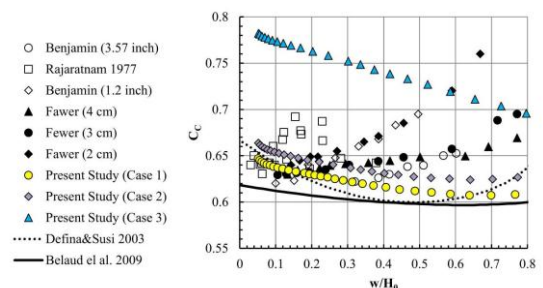 Benjamin (3.57 inch)
Rajaratnam 1977
Benjamin (1.2 inch)
Fawer (4 cm)
Fewer (3 cm)
Fawer (2 cm)
Present Study (Case 1)
Present Study (Case 2)
Present Study (Case 3)
Defina&Susi 2003
Belaud et al. 2009
0.8
0.75
0.7
0.65
0.6
0.55
C_C
0 0.1 0.2 0.3 0.4 0.5 0.6 0.7 0.8
w/H₀